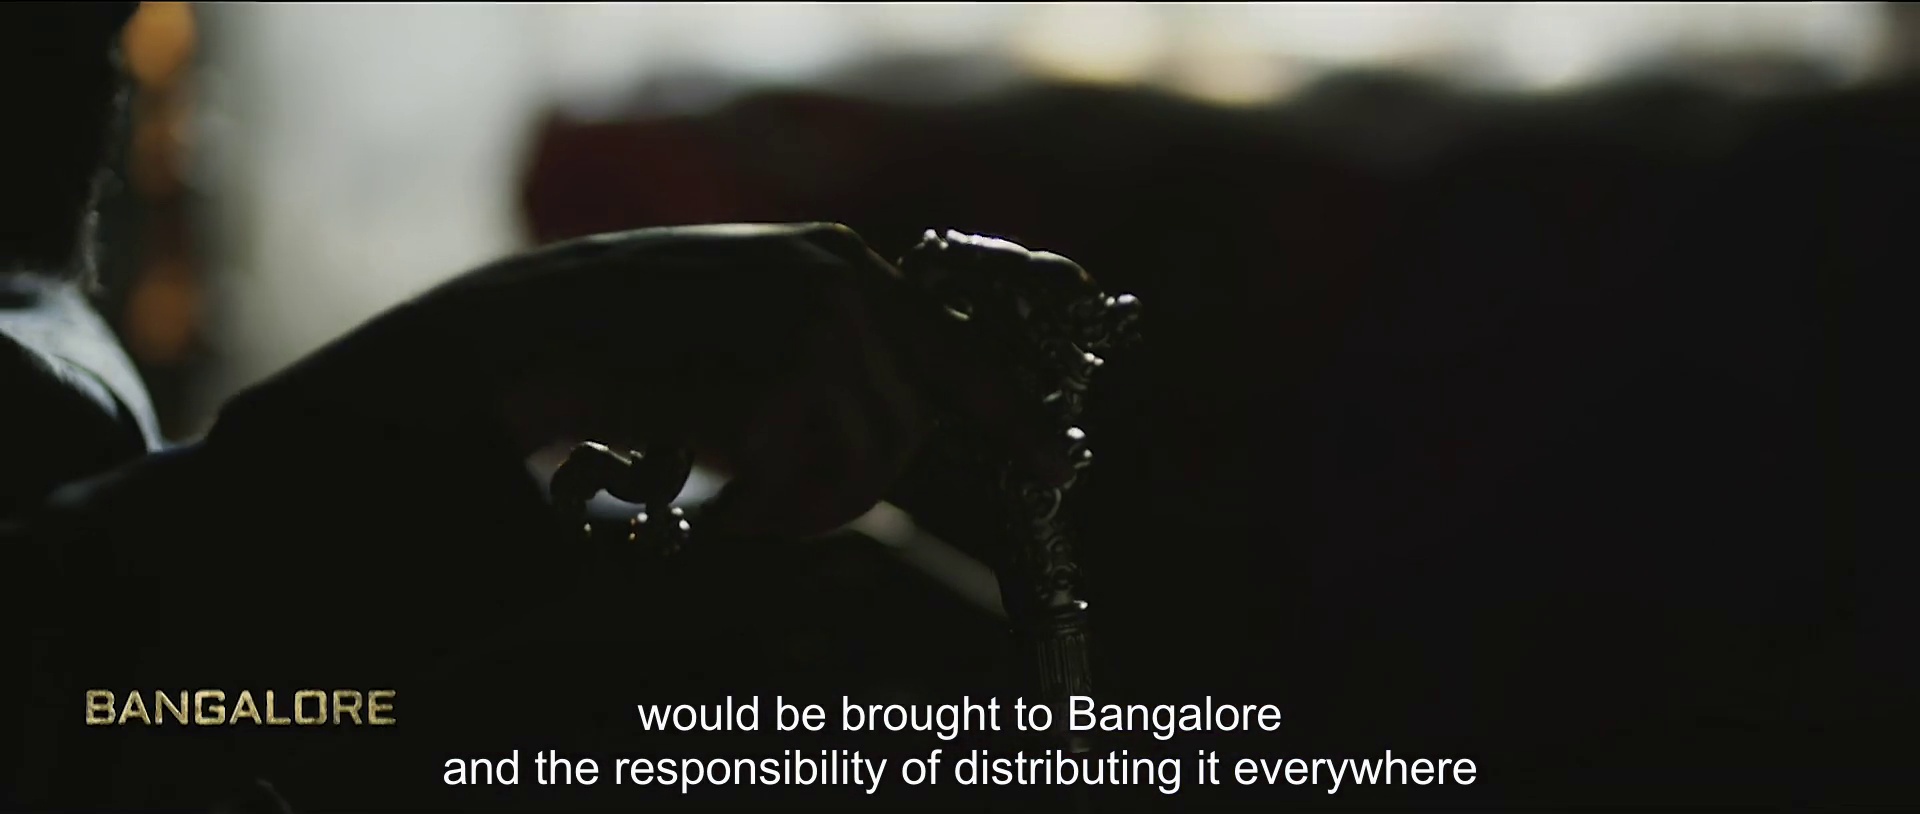 BANGALORE
would be brought to Bangalore
and the responsibility of distributing it everywhere